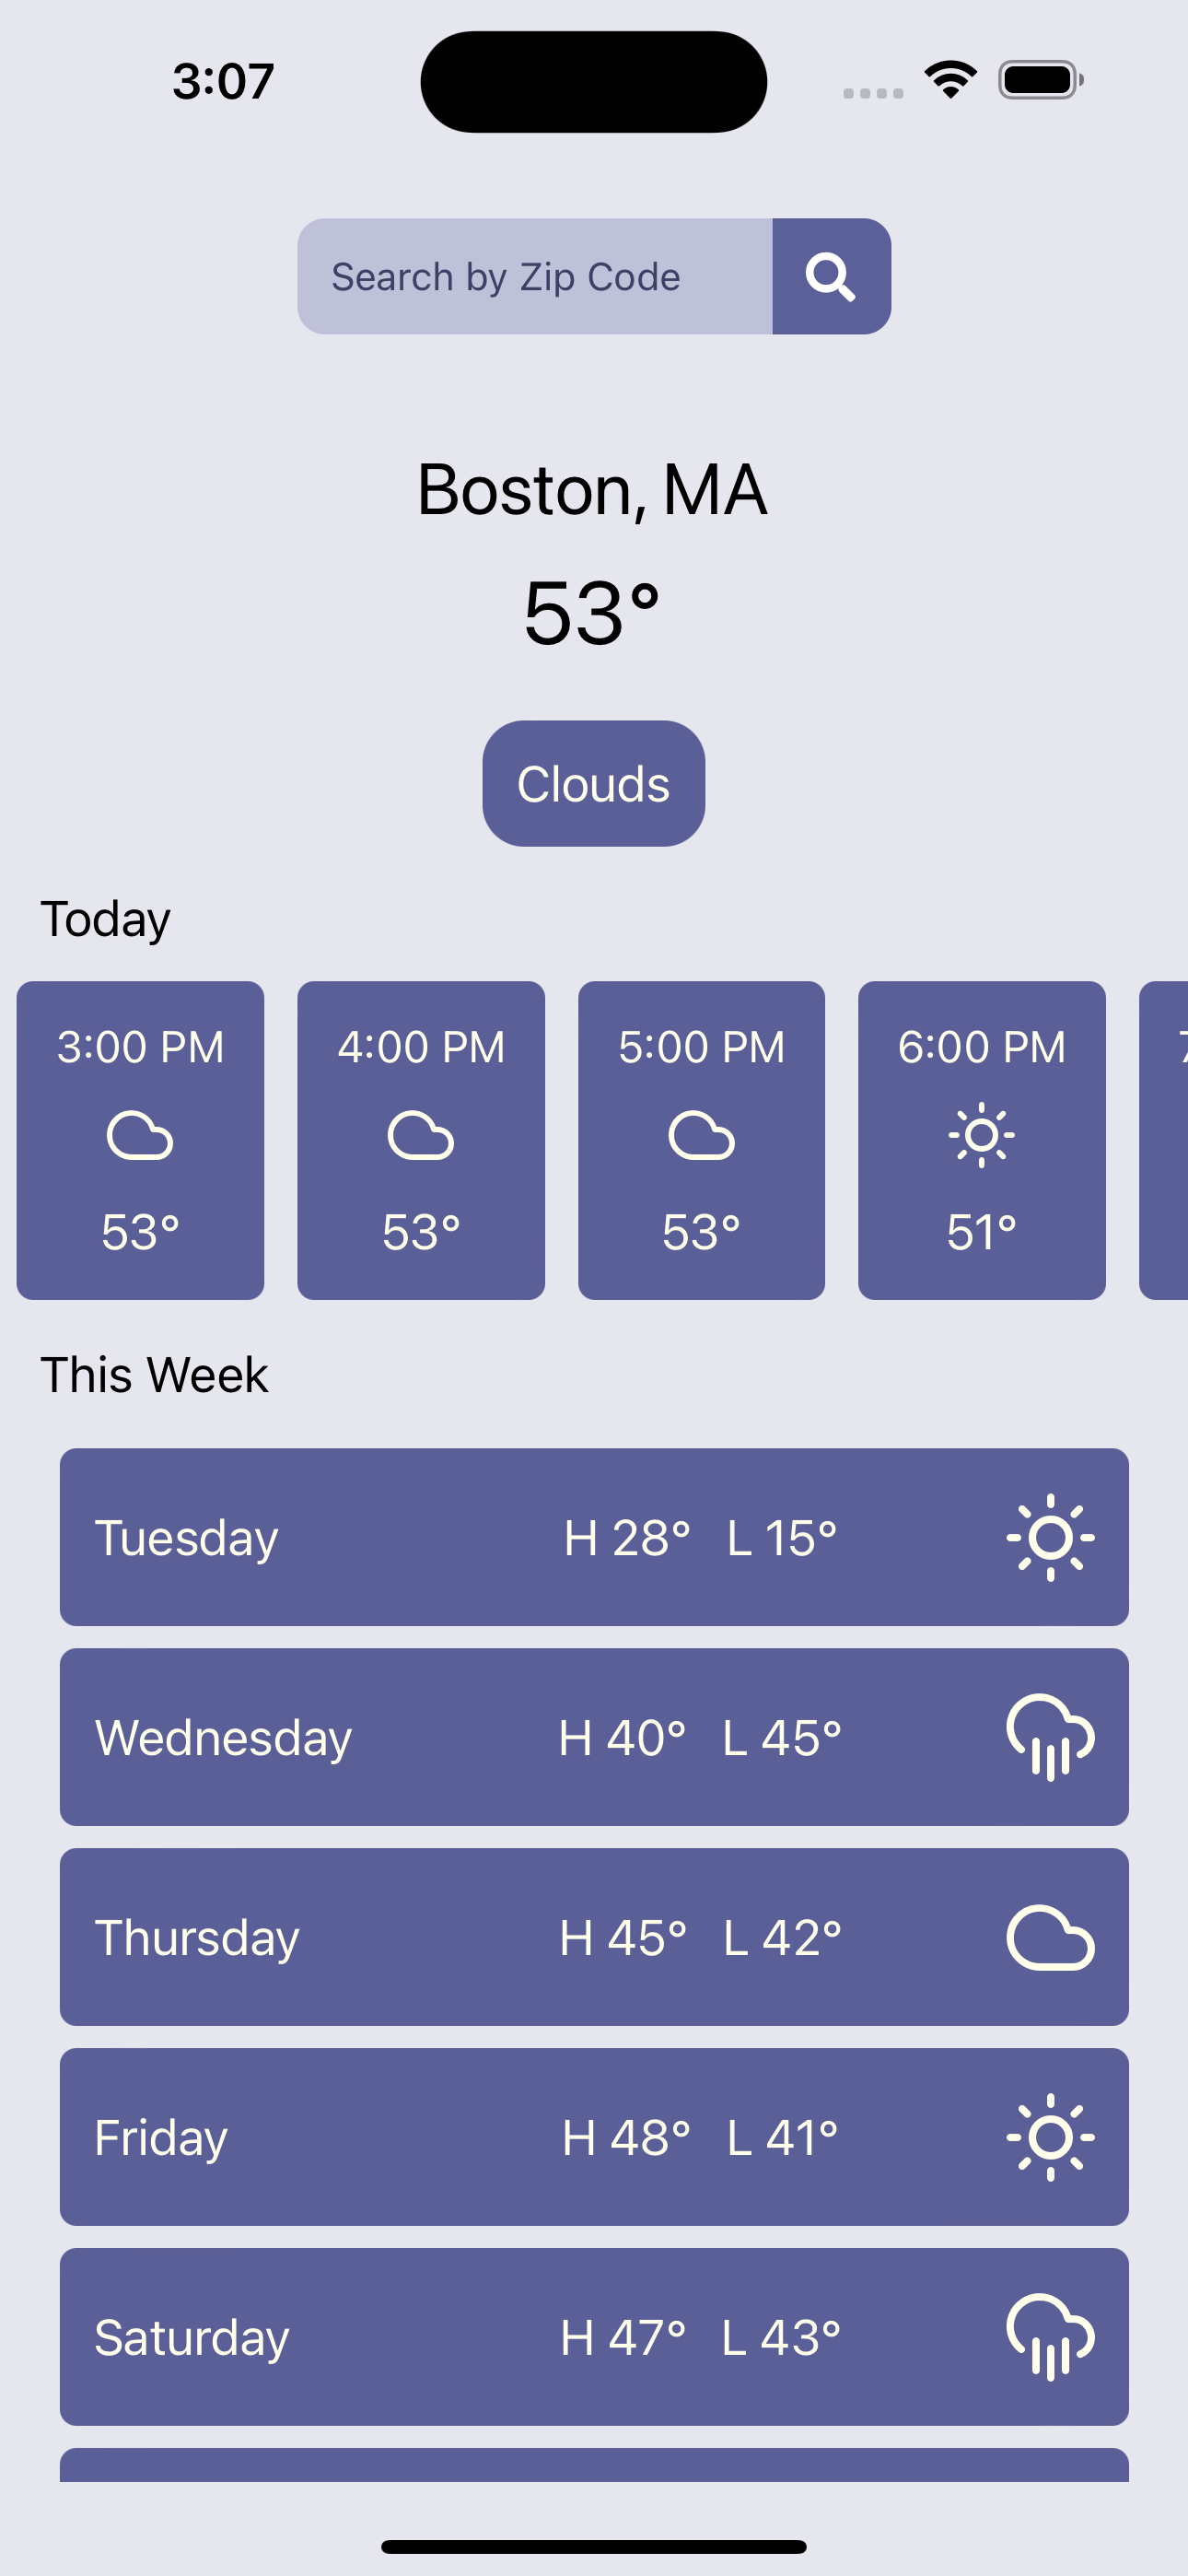 3:07
Search by Zip Code
Boston, MA
53°
Clouds
Today
3:00 PM 4:00 PM 5:00 PM 6:00 PM 7
53° 53° 53° 51°
This Week
Tuesday H 28° L 15°
Wednesday H 40° L 45°
Thursday H 45° L 42°
Friday H 48° L 41°
Saturday H 47° L 43°